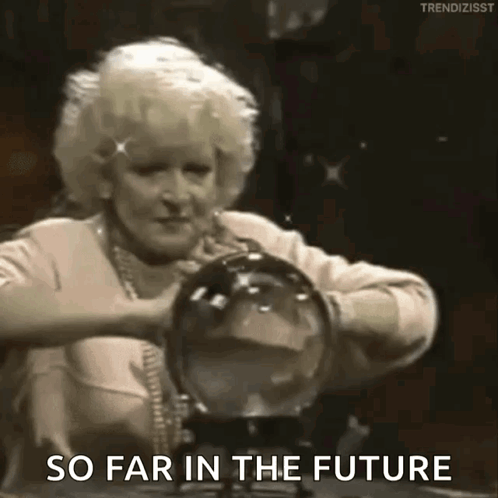 TRENDIZISST
SO FAR IN THE FUTURE